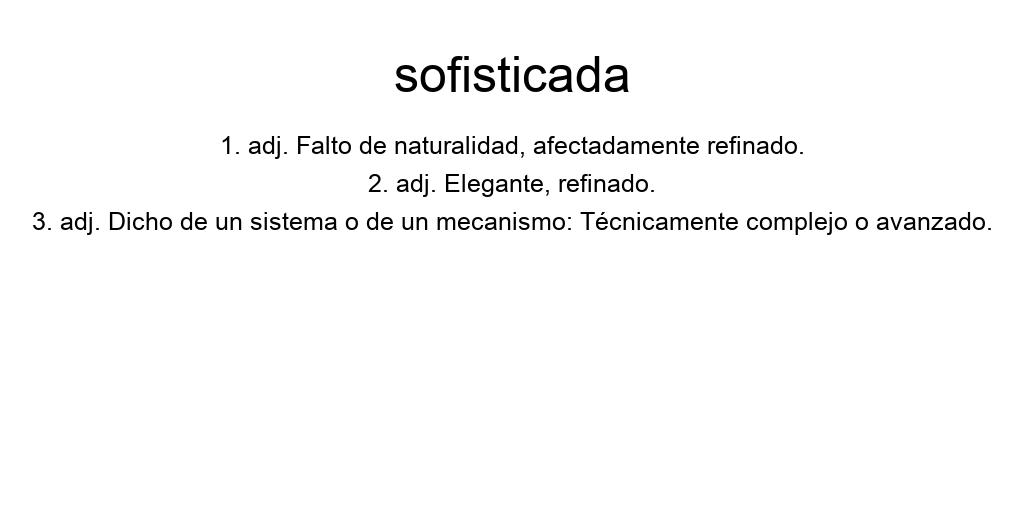 sofisticada
1. adj. Falto de naturalidad, afectadamente refinado.
2. adj. Elegante, refinado.
3. adj. Dicho de un sistema o de un mecanismo: Técnicamente complejo o avanzado.